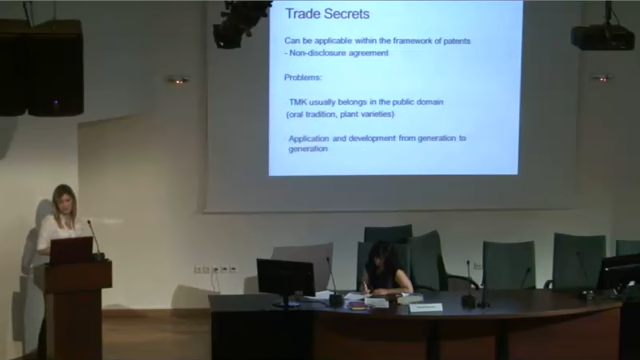 Trade Secrets
Can be applicable within the framework of patents
- Non-disclosure agreement
Problems:
TMK usually belongs in the public domain
(oral tradition, plant varieties)
Application and development from generation to
generation